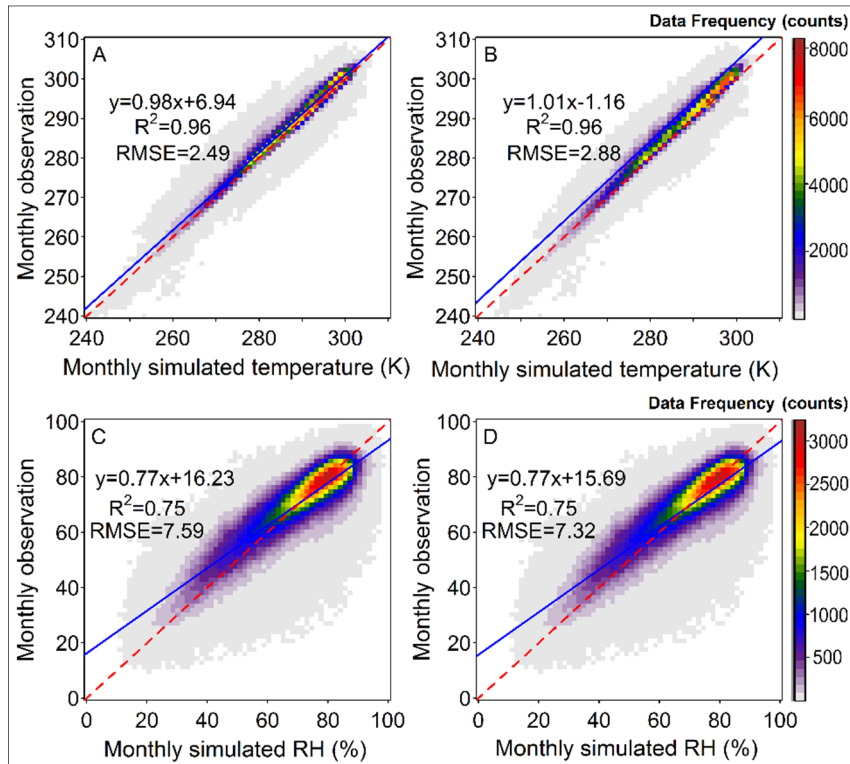 Data Frequency (counts)
A
y=0.98x+6.94
R²=0.96
RMSE=2.49
Monthly observation
310
300
290
280
270
260
250
240
240 260 280 300
Monthly simulated temperature (K)
B
y=1.01x-1.16
R²=0.96
RMSE=2.88
Monthly observation
310
300
290
280
270
260
250
240
240 260 280 300
Monthly simulated temperature (K)
8000
6000
4000
2000
Data Frequency (counts)
C
y=0.77x+16.23
R²=0.75
RMSE=7.59
Monthly observation
100
80
60
40
20
0
0 20 40 60 80 100
Monthly simulated RH (%)
D
y=0.77x+15.69
R²=0.75
RMSE=7.32
Monthly observation
100
80
60
40
20
0
0 20 40 60 80 100
Monthly simulated RH (%)
3000
2500
2000
1500
1000
500